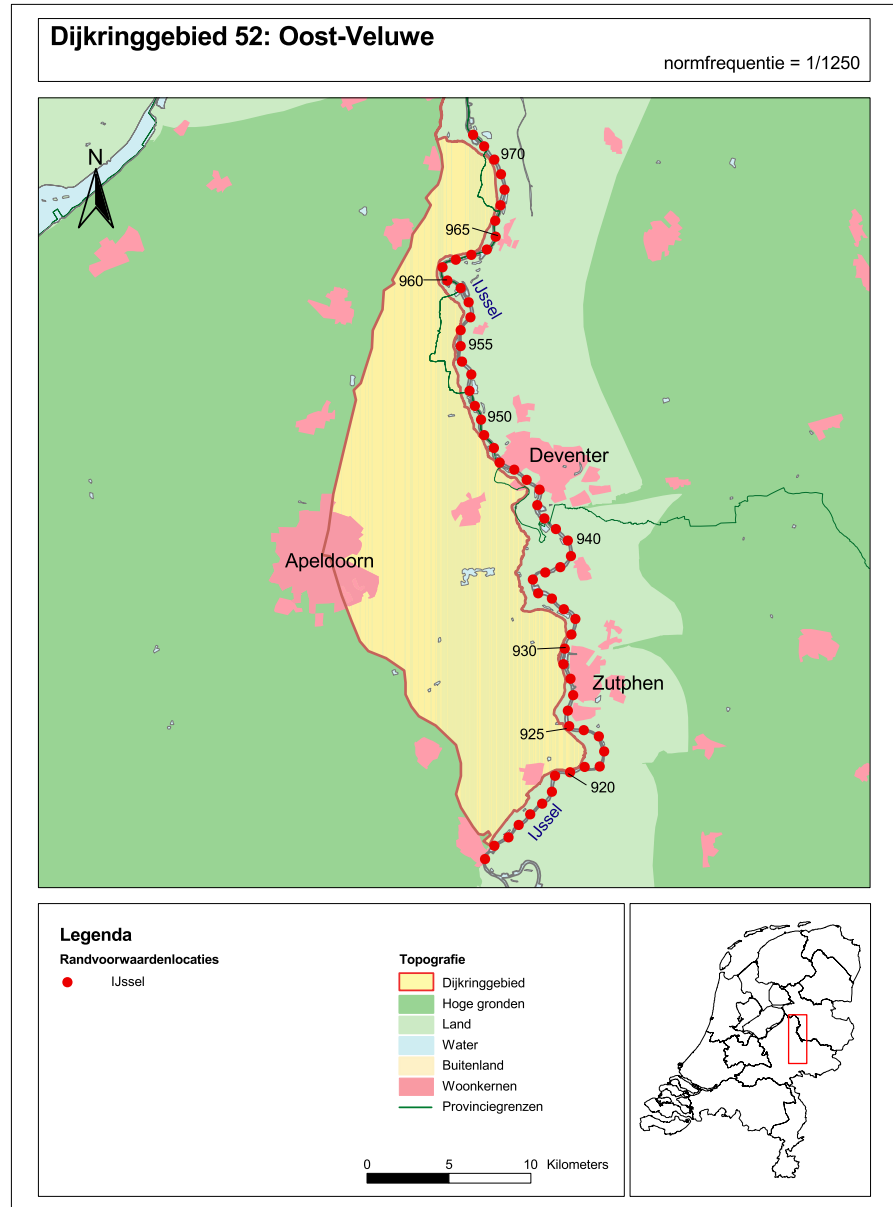 Dijkringgebied 52: Oost-Veluwe
normfrequentie = 1/1250
N
970
965
960
IJssel
955
950
Deventer
940
Apeldoorn
930
Zutphen
925
920
IJssel
Legenda
Randvoorwaardenlocaties
IJssel
Topografie
Dijkringgebied
Hoge gronden
Land
Water
Buitenland
Woonkernen
Provinciegrenzen
0 5 10 Kilometers